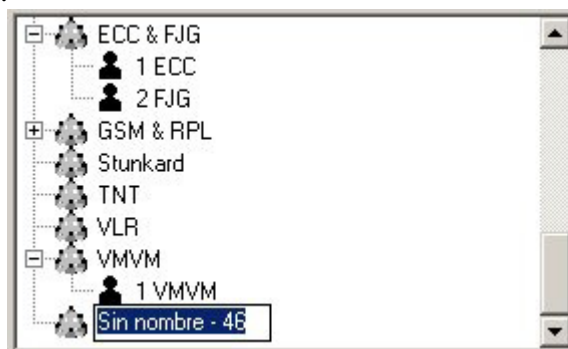 ECC & FJG
1 ECC
2 FJG
GSM & RPL
Stunkard
TNT
VLR
VMVM
1 VMVM
Sin nombre - 46